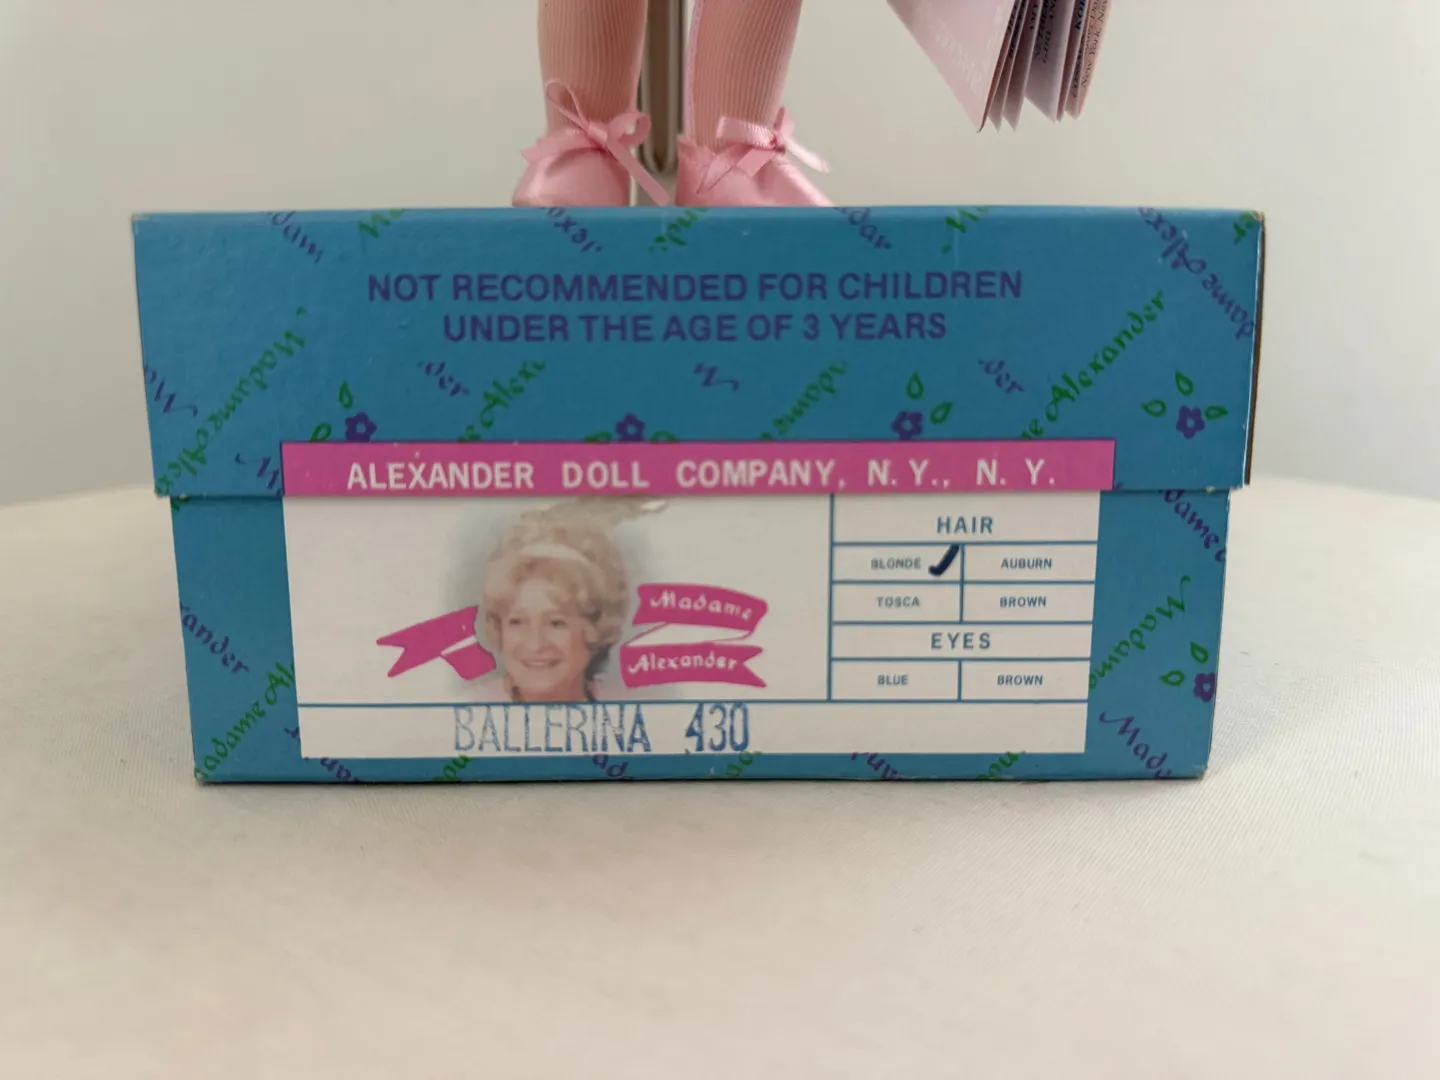 NOT RECOMMENDED FOR CHILDREN
UNDER THE AGE OF 3 YEARS
Alexander
ALEXANDER DOLL COMPANY, N.Y., N.Y.
Madame
Alexander
HAIR
BLONDE AUBURN
TOSCA BROWN
EYES
BLUE BROWN
BALLERINA 430